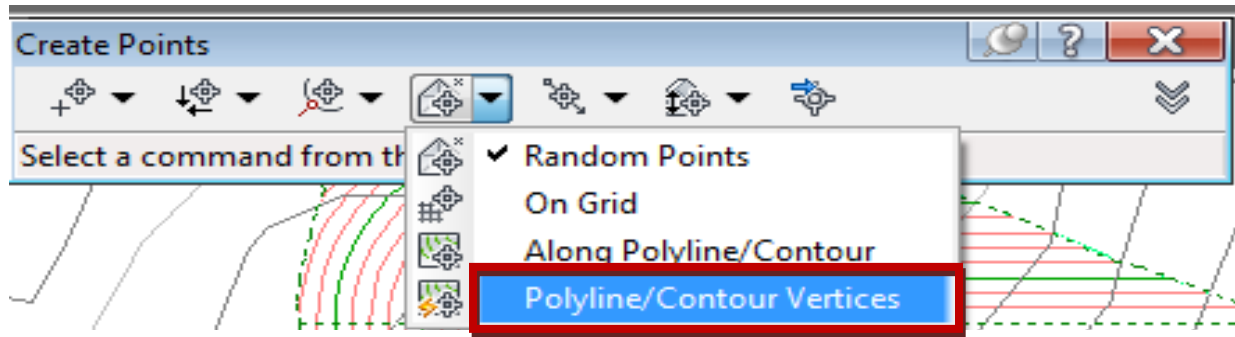 Create Points
Select a command from th
Random Points
On Grid
Along Polyline/Contour
Polyline/Contour Vertices